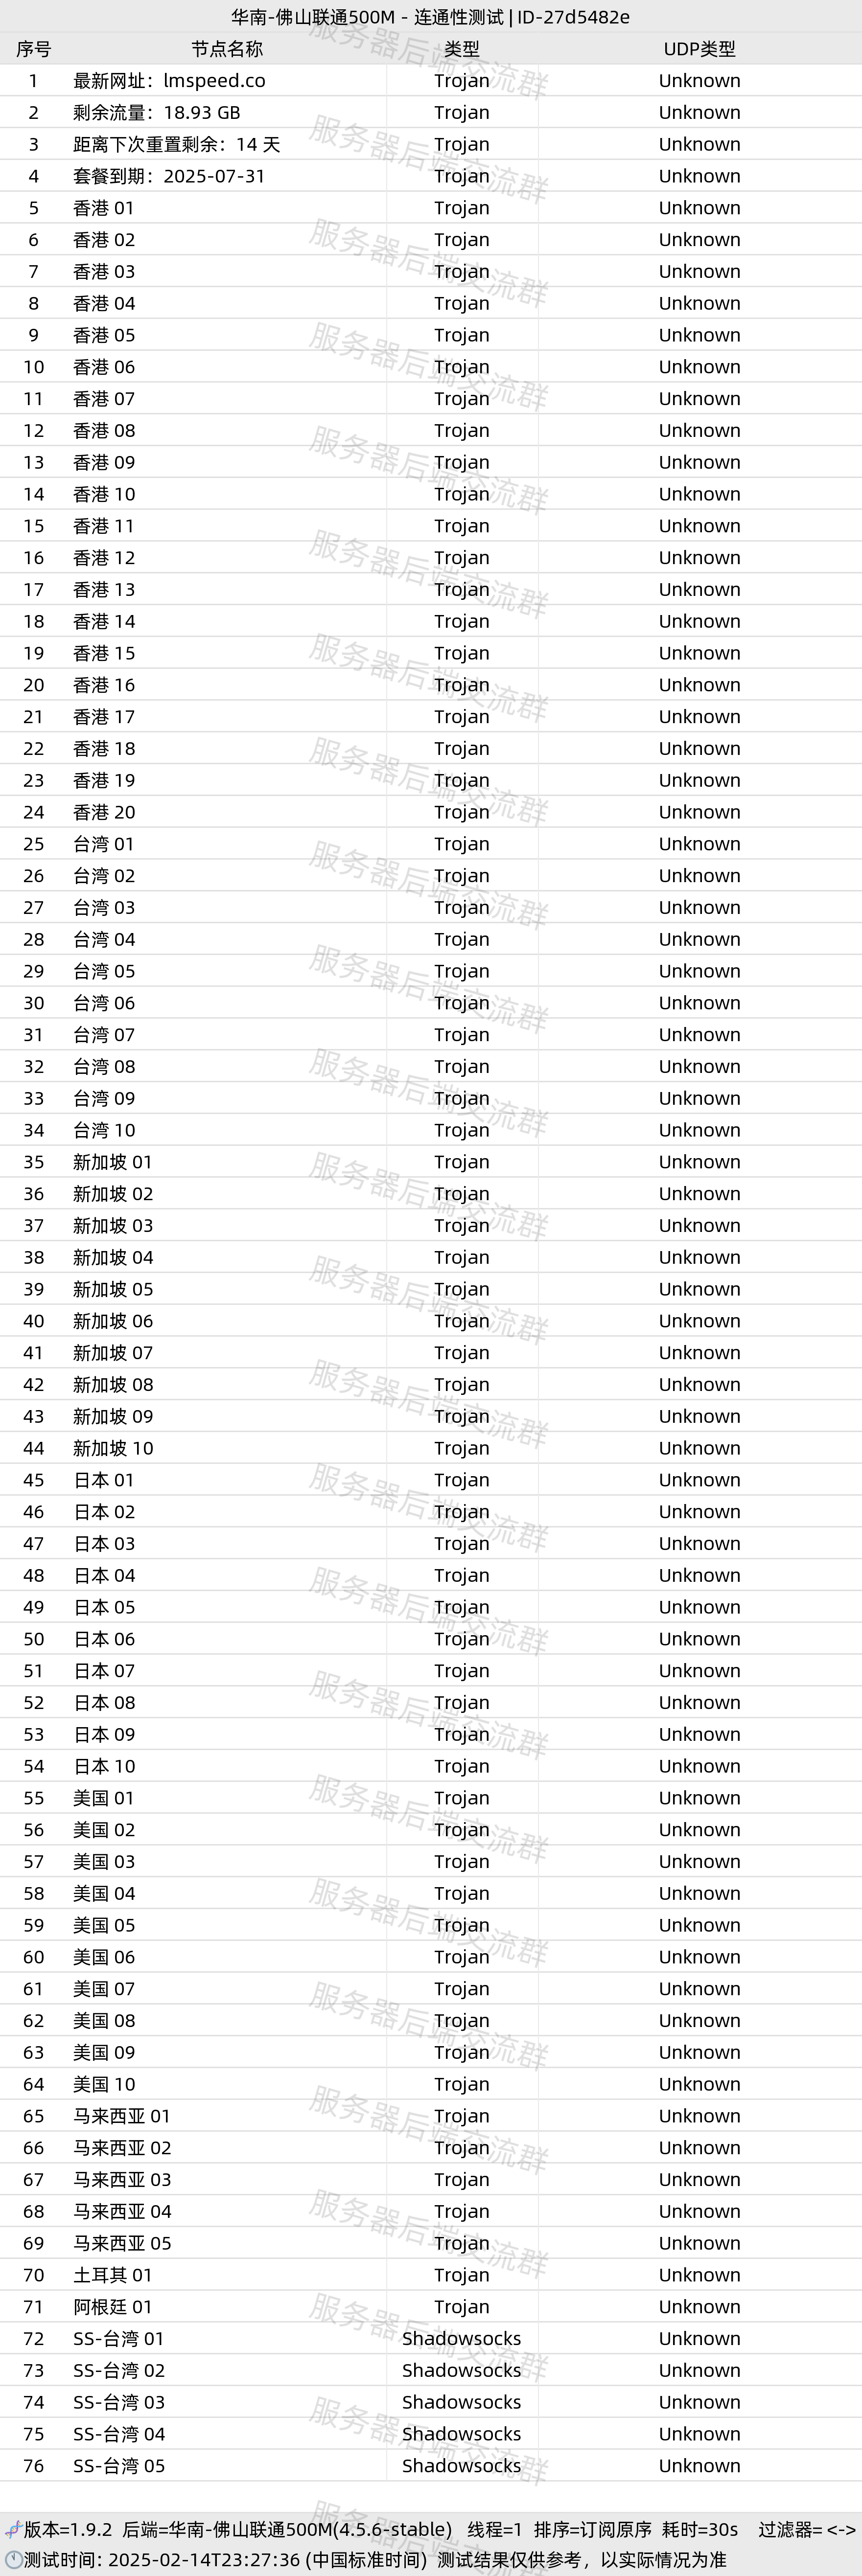 华南-佛山联通500M - 连通性测试 | ID-27d5482e
序号 节点名称 类型 UDP类型
1 最新网址：lmspeed.co Trojan Unknown
2 剩余流量：18.93 GB Trojan Unknown
3 距离下次重置剩余：14 天 Trojan Unknown
4 套餐到期：2025-07-31 Trojan Unknown
5 香港 01 Trojan Unknown
6 香港 02 Trojan Unknown
7 香港 03 Trojan Unknown
8 香港 04 Trojan Unknown
9 香港 05 Trojan Unknown
10 香港 06 Trojan Unknown
11 香港 07 Trojan Unknown
12 香港 08 Trojan Unknown
13 香港 09 Trojan Unknown
14 香港 10 Trojan Unknown
15 香港 11 Trojan Unknown
16 香港 12 Trojan Unknown
17 香港 13 Trojan Unknown
18 香港 14 Trojan Unknown
19 香港 15 Trojan Unknown
20 香港 16 Trojan Unknown
21 香港 17 Trojan Unknown
22 香港 18 Trojan Unknown
23 香港 19 Trojan Unknown
24 香港 20 Trojan Unknown
25 台湾 01 Trojan Unknown
26 台湾 02 Trojan Unknown
27 台湾 03 Trojan Unknown
28 台湾 04 Trojan Unknown
29 台湾 05 Trojan Unknown
30 台湾 06 Trojan Unknown
31 台湾 07 Trojan Unknown
32 台湾 08 Trojan Unknown
33 台湾 09 Trojan Unknown
34 台湾 10 Trojan Unknown
35 新加坡 01 Trojan Unknown
36 新加坡 02 Trojan Unknown
37 新加坡 03 Trojan Unknown
38 新加坡 04 Trojan Unknown
39 新加坡 05 Trojan Unknown
40 新加坡 06 Trojan Unknown
41 新加坡 07 Trojan Unknown
42 新加坡 08 Trojan Unknown
43 新加坡 09 Trojan Unknown
44 新加坡 10 Trojan Unknown
45 日本 01 Trojan Unknown
46 日本 02 Trojan Unknown
47 日本 03 Trojan Unknown
48 日本 04 Trojan Unknown
49 日本 05 Trojan Unknown
50 日本 06 Trojan Unknown
51 日本 07 Trojan Unknown
52 日本 08 Trojan Unknown
53 日本 09 Trojan Unknown
54 日本 10 Trojan Unknown
55 美国 01 Trojan Unknown
56 美国 02 Trojan Unknown
57 美国 03 Trojan Unknown
58 美国 04 Trojan Unknown
59 美国 05 Trojan Unknown
60 美国 06 Trojan Unknown
61 美国 07 Trojan Unknown
62 美国 08 Trojan Unknown
63 美国 09 Trojan Unknown
64 美国 10 Trojan Unknown
65 马来西亚 01 Trojan Unknown
66 马来西亚 02 Trojan Unknown
67 马来西亚 03 Trojan Unknown
68 马来西亚 04 Trojan Unknown
69 马来西亚 05 Trojan Unknown
70 土耳其 01 Trojan Unknown
71 阿根廷 01 Trojan Unknown
72 SS-台湾 01 Shadowsocks Unknown
73 SS-台湾 02 Shadowsocks Unknown
74 SS-台湾 03 Shadowsocks Unknown
75 SS-台湾 04 Shadowsocks Unknown
76 SS-台湾 05 Shadowsocks Unknown
版本=1.9.2 后端=华南-佛山联通500M(4.5.6-stable) 线程=1 排序=订阅原序 耗时=30s 过滤器= <->
测试时间: 2025-02-14T23:27:36 (中国标准时间) 测试结果仅供参考，以实际情况为准
服务器后端交流群